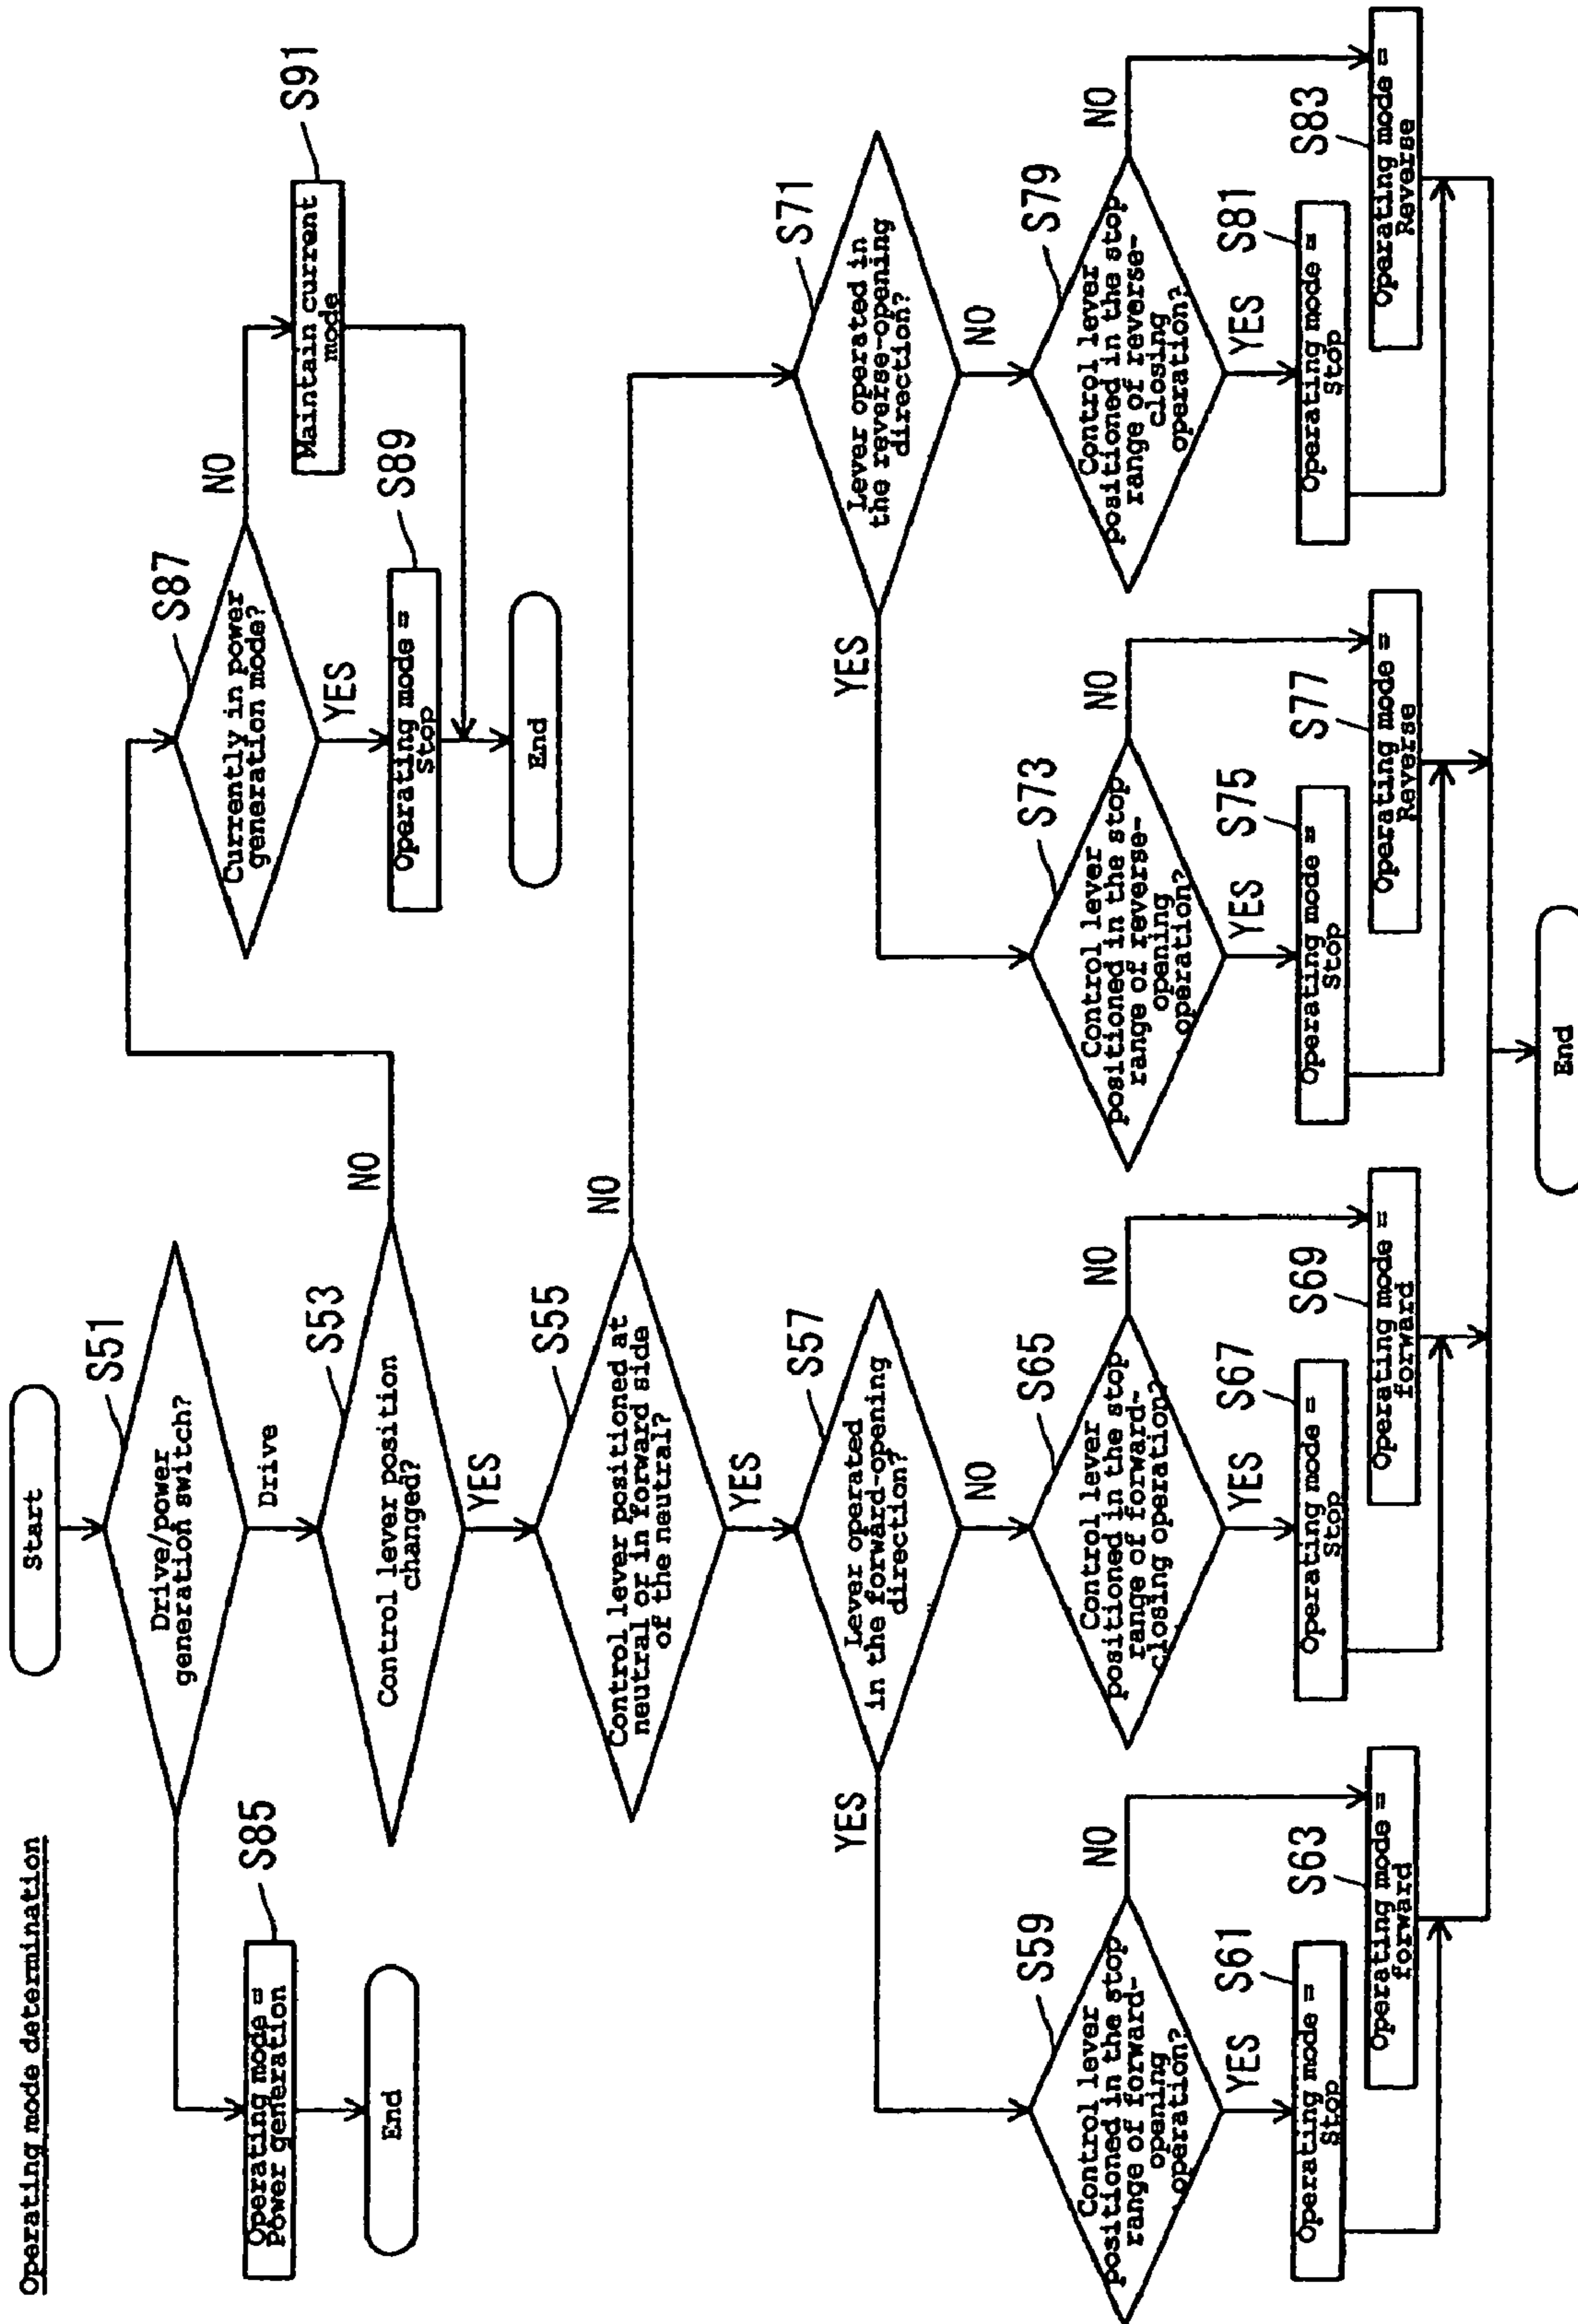 Operating mode determination
Start
Drive/power
generation switch?
S51
Drive
Operating mode =
Power generation
S85
End
Control lever position
changed?
S53
NO
YES
Currently in power
generation mode?
S87
NO
YES
Maintain current
mode
S91
Operating mode =
Stop
S89
End
Control lever positioned at
neutral or in forward side
of the neutral?
S55
NO
YES
Lever operated
in the forward-opening
direction?
S57
YES
NO
Lever operated in
the reverse-opening
direction?
S71
YES
NO
Control lever
positioned in the stop
range of forward-
opening
operation?
S59
NO
YES
Operating mode =
Stop
S61
Operating mode =
forward
S63
Control lever
positioned in the stop
range of forward-
closing operation?
S65
NO
YES
Operating mode =
Stop
S67
Operating mode =
forward
S69
Control lever
positioned in the stop
range of reverse-
opening
operation?
S73
NO
YES
Operating mode =
Stop
S75
Operating mode =
Reverse
S77
Control lever
positioned in the stop
range of reverse-
closing
operation?
S79
NO
YES
Operating mode =
Stop
S81
Operating mode =
Reverse
S83
End